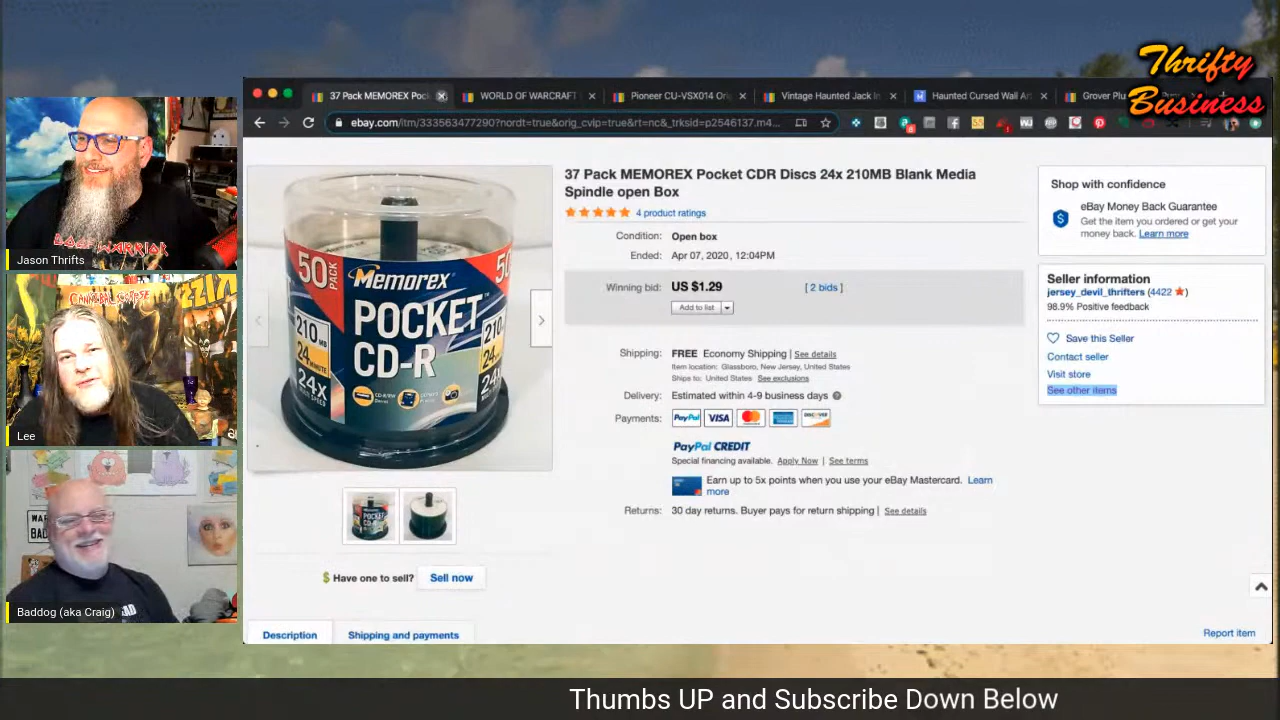 Thrifty
Business
37 Pack MEMOREX Poc
WORLD OF WARCRAFT
Pioneer CU-VSX014 Ori
Vintage Haunted Jack In
Haunted Cursed Wall Ar
Grover Plu
ebay.com/itm/333563477290?nordt=true&orig_cvip=true&rt=nc&_trksid=p2546137.m4...
Jason Thrifts
CANNIBAL CORPSE
Lee
Baddog (aka Craig)
50
PACK
Memorex
POCKET
CD-R
210
MB
24
MINUTE
24X
37 Pack MEMOREX Pocket CDR Discs 24x 210MB Blank Media
Spindle open Box
4 product ratings
Condition: Open box
Ended: Apr 07, 2020, 12:04PM
Winning bid: US $1.29 [ 2 bids ]
Add to list
Shipping: FREE Economy Shipping | See details
Item location: Glassboro, New Jersey, United States
Ships to: United States See exclusions
Delivery: Estimated within 4-9 business days
Payments: PayPal VISA DISCOVER
PayPal CREDIT
Special financing available. Apply Now | See terms
Earn up to 5x points when you use your eBay Mastercard. Learn
more
Returns: 30 day returns. Buyer pays for return shipping | See details
Shop with confidence
eBay Money Back Guarantee
Get the item you ordered or get your
money back. Learn more
Seller information
jersey_devil_thrifters (4422 )
98.9% Positive feedback
Save this Seller
Contact seller
Visit store
See other items
Have one to sell? Sell now
Description
Shipping and payments
Report item
Thumbs UP and Subscribe Down Below